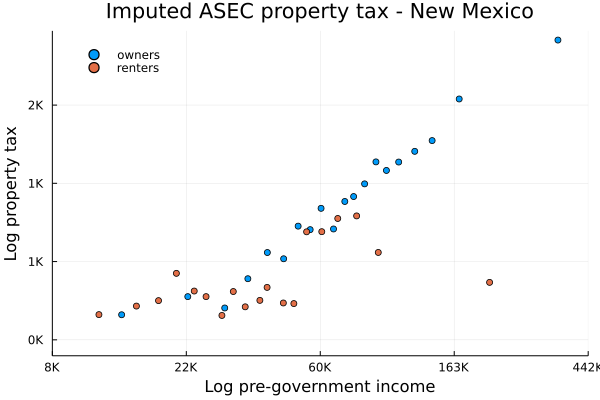 Imputed ASEC property tax - New Mexico
owners
renters
Log property tax
2K
1K
1K
0K
8K
22K
60K
163K
442K
Log pre-government income